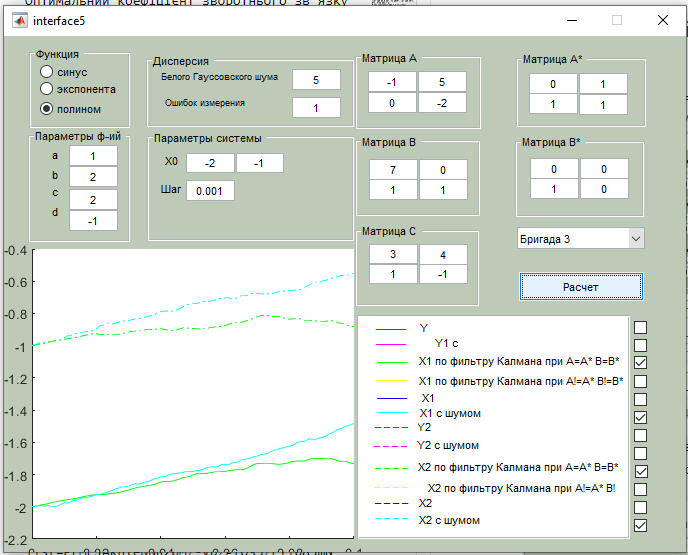 Оптимальний коефіцієнт зворотнього зв'язку
interface5
Функция
синус
экспонента
полином
Дисперсия
Белого Гауссовского шума 5
Ошибок измерения 1
Матрица A
-1 5
0 -2
Матрица A*
0 1
1 1
Параметры ф-ий
a 1
b 2
c 2
d -1
Параметры системы
X0 -2 -1
Шаг 0.001
Матрица B
7 0
1 1
Матрица B*
0 0
1 0
Матрица C
3 4
1 -1
Бригада 3
Расчет
-0.4
-0.6
-0.8
-1
-1.2
-1.4
-1.6
-1.8
-2
-2.2
Y
Y1 с
X1 по фильтру Калмана при A=A* B=B*
X1 по фильтру Калмана при A!=A* B!=B*
X1
X1 с шумом
Y2
Y2 с шумом
X2 по фильтру Калмана при A=A* B=B*
X2 по фильтру Калмана при A!=A* B!
X2
X2 с шумом